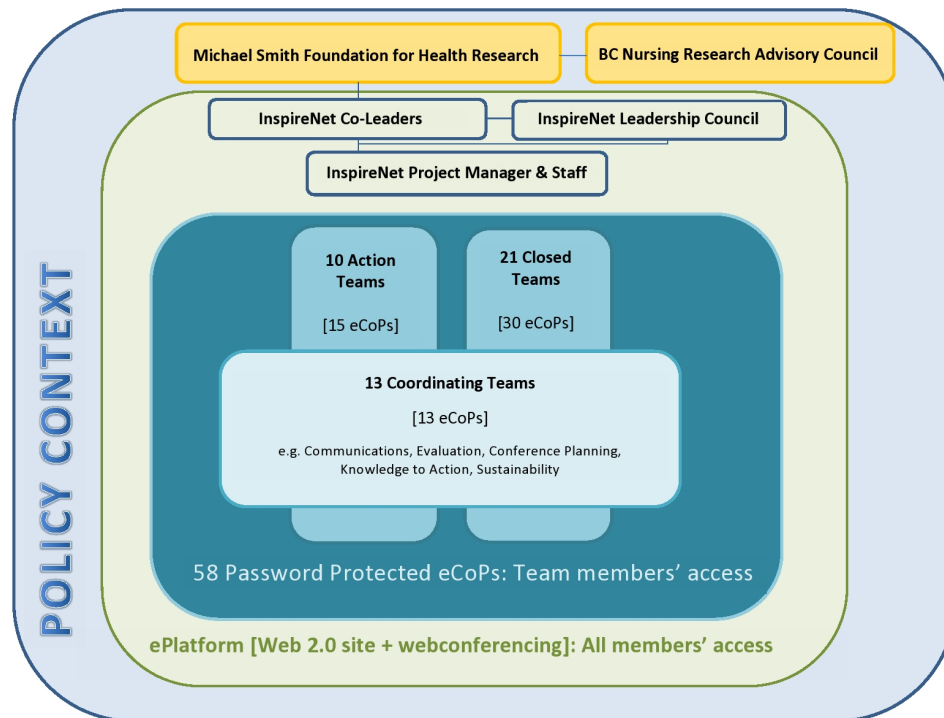 Michael Smith Foundation for Health Research
BC Nursing Research Advisory Council
InspireNet Co-Leaders
InspireNet Leadership Council
InspireNet Project Manager & Staff
10 Action
Teams
[15 eCoPs]
21 Closed
Teams
[30 eCoPs]
13 Coordinating Teams
[13 eCoPs]
e.g. Communications, Evaluation, Conference Planning,
Knowledge to Action, Sustainability
58 Password Protected eCoPs: Team members’ access
ePlatform [Web 2.0 site + webconferencing]: All members’ access
POLICY CONTEXT